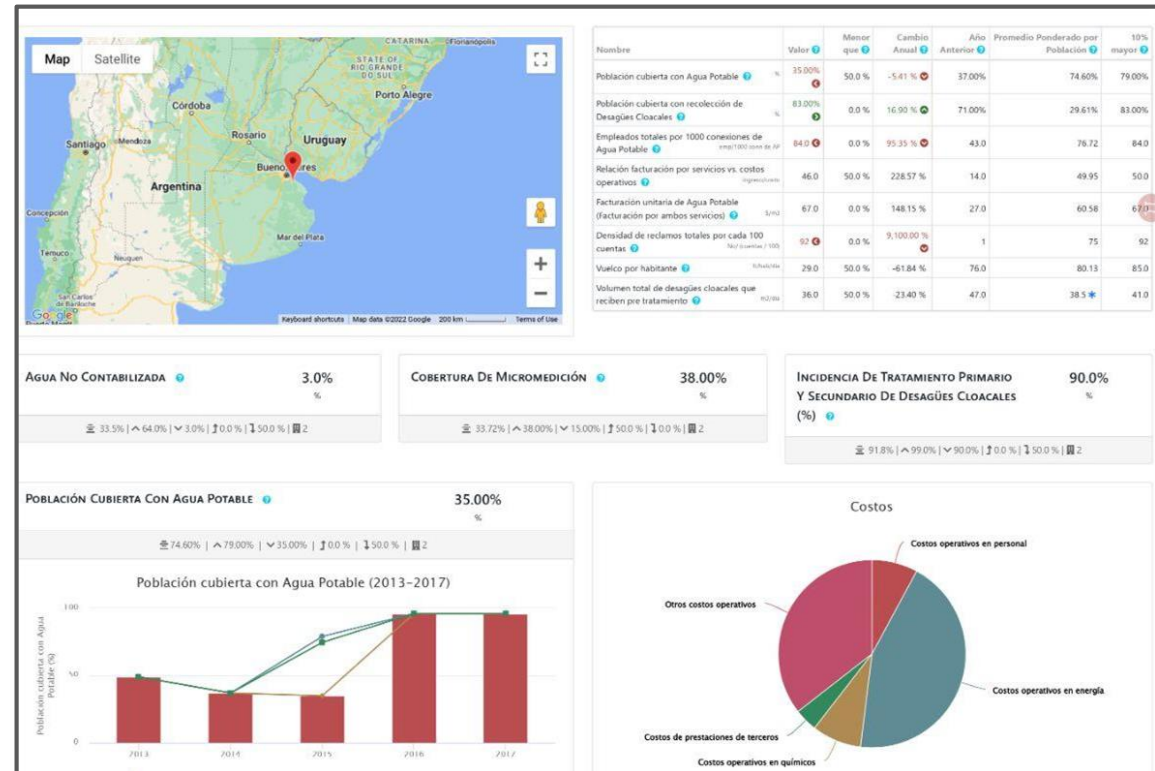 Map Satellite
CATARINA Florianópolis
STATE OF
RIO GRANDE
DO SUL
Porto Alegre
Córdoba
Santiago Mendoza
Rosario
Uruguay
Buenos Aires
Argentina
Concepción
Mar del Plata
Temuco
Neuquen
San Carlos
de Bariloche
Google
Puerto Montt
Keyboard shortcuts Map data ©2022 Google 200 km Terms of Use
Nombre Valor Menor que Cambio Anual Año Anterior Promedio Ponderado por Población 10% mayor
Población cubierta con Agua Potable % 35.00% 50.0 % -5.41 % 37.00% 74.60% 79.00%
Población cubierta con recolección de
Desagües Cloacales % 83.00% 0.0 % 16.90 % 71.00% 29.61% 83.00%
Empleados totales por 1000 conexiones de
Agua Potable empl/1000 conn de AP 84.0 0.0 % 95.35 % 43.0 76.72 84.0
Relación facturación por servicios vs. costos
operativos 46.0 50.0 % 228.57 % 14.0 49.95 50.0
Facturación unitaria de Agua Potable
(Facturación por ambos servicios) $/m3 67.0 0.0 % 148.15 % 27.0 60.58 67.0
Densidad de reclamos totales por cada 100
cuentas No/ (cuentas / 100) 92 0.0 % 9,100.00 % 1 75 92
Vuelco por habitante 29.0 50.0 % -61.84 % 76.0 80.13 85.0
Volumen total de desagües cloacales que
reciben pre tratamiento 36.0 50.0 % -23.40 % 47.0 38.5 * 41.0
AGUA NO CONTABILIZADA 3.0%
%
33.5% | 64.0% | 3.0% | 0.0 % | 50.0 % | 2
COBERTURA DE MICROMEDICIÓN 38.00%
%
33.72% | 38.00% | 15.00% | 50.0 % | 0.0 % | 2
INCIDENCIA DE TRATAMIENTO PRIMARIO 90.0%
Y SECUNDARIO DE DESAGÜES CLOACALES %
(%)
91.8% | 99.0% | 90.0% | 0.0 % | 50.0 % | 2
POBLACIÓN CUBIERTA CON AGUA POTABLE 35.00%
%
74.60% | 79.00% | 35.00% | 0.0 % | 50.0 % | 2
Población cubierta con Agua Potable (2013-2017)
Población cubierta con Agua
Potable (%)
100
50
0
2013 2014 2015 2016 2017
Costos
Costos operativos en personal
Otros costos operativos
Costos operativos en energía
Costos de prestaciones de terceros
Costos operativos en químicos